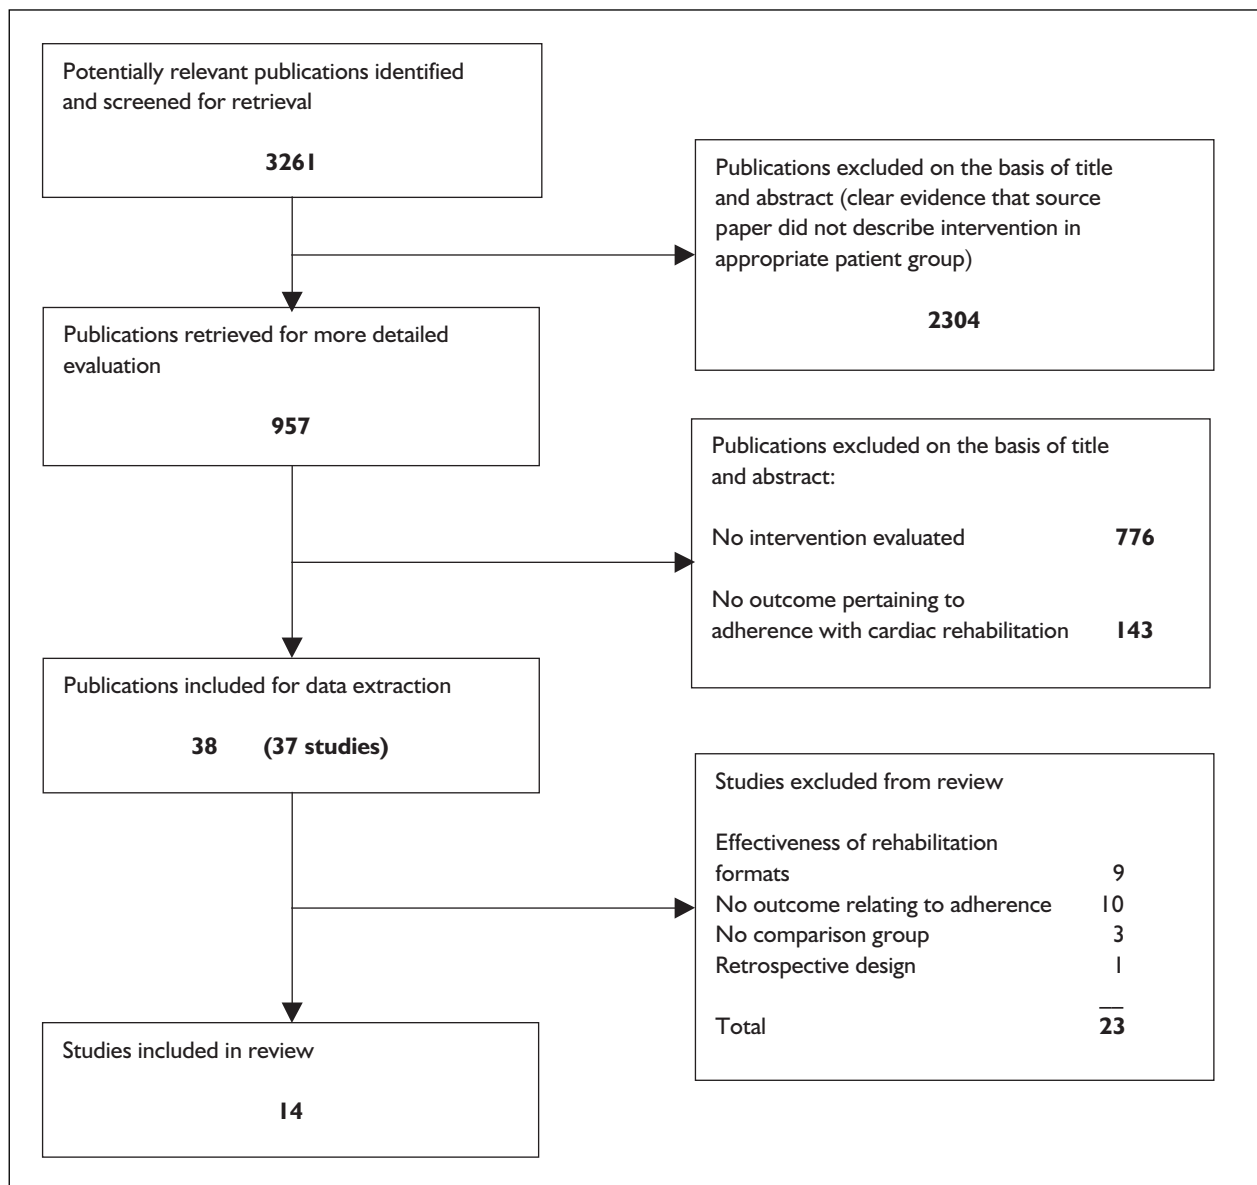 Potentially relevant publications identified
and screened for retrieval
3261
Publications excluded on the basis of title
and abstract (clear evidence that source
paper did not describe intervention in
appropriate patient group)
2304
Publications retrieved for more detailed
evaluation
957
Publications excluded on the basis of title
and abstract:
No intervention evaluated 776
No outcome pertaining to
adherence with cardiac rehabilitation 143
Publications included for data extraction
38 (37 studies)
Studies excluded from review
Effectiveness of rehabilitation
formats 9
No outcome relating to adherence 10
No comparison group 3
Retrospective design 1
Total 23
Studies included in review
14